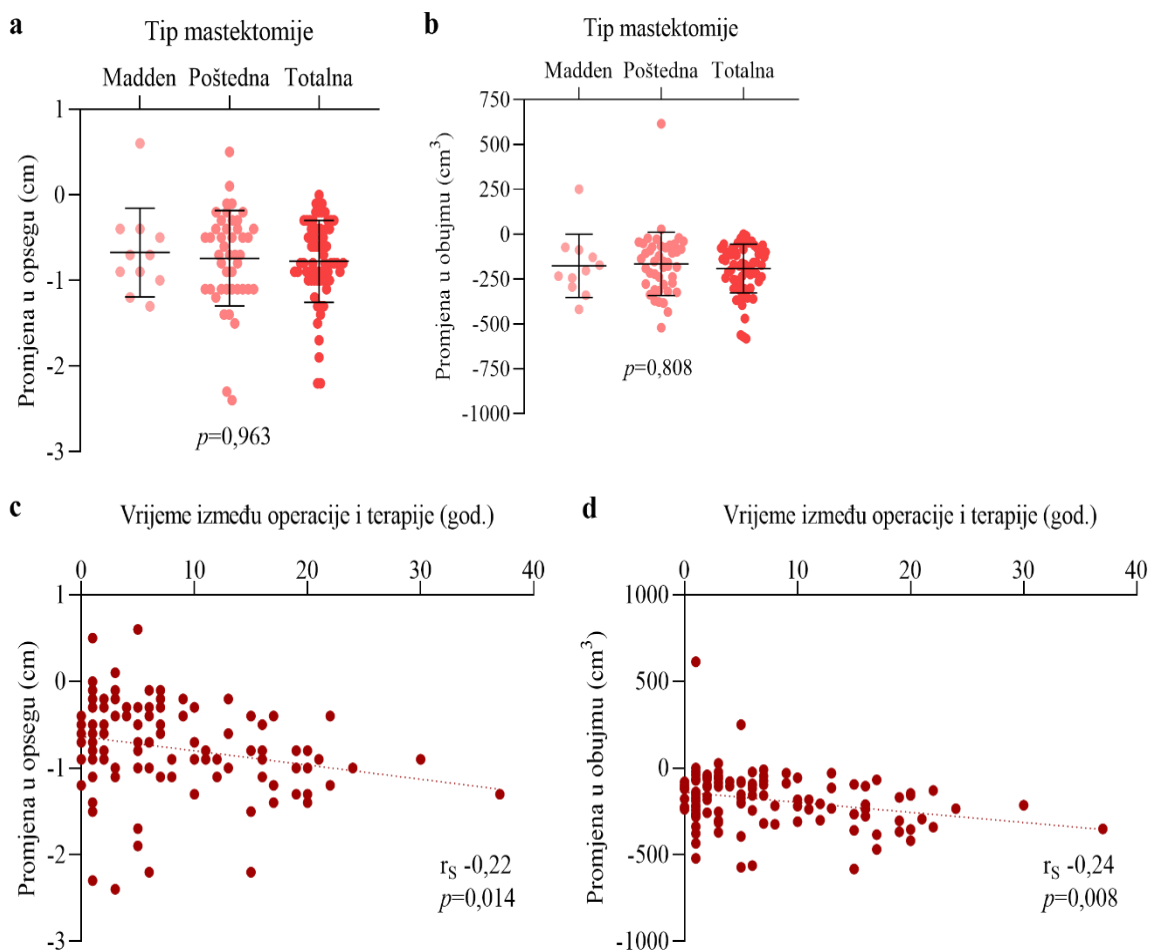 a
Tip mastektomije
Madden Poštedna Totalna
1
0
-1
-2
-3
Promjena u opsegu (cm)
p=0,963
b
Tip mastektomije
Madden Poštedna Totalna
750
500
250
0
-250
-500
-750
-1000
Promjena u obujmu (cm³)
p=0,808
c
Vrijeme između operacije i terapije (god.)
0 10 20 30 40
1
0
-1
-2
-3
Promjena u opsegu (cm)
rS -0,22
p=0,014
d
Vrijeme između operacije i terapije (god.)
0 10 20 30 40
1000
500
0
-500
-1000
Promjena u obujmu (cm³)
rS -0,24
p=0,008